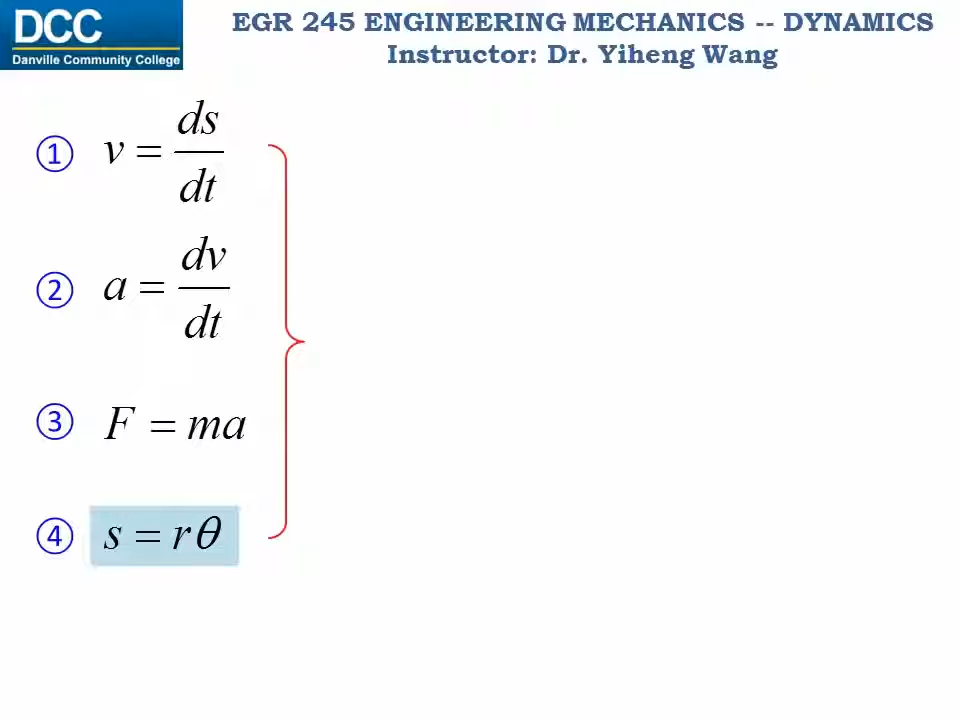 DCC
Danville Community College
EGR 245 ENGINEERING MECHANICS -- DYNAMICS
Instructor: Dr. Yiheng Wang
① v = ds/dt
② a = dv/dt
③ F = ma
④ s = rθ